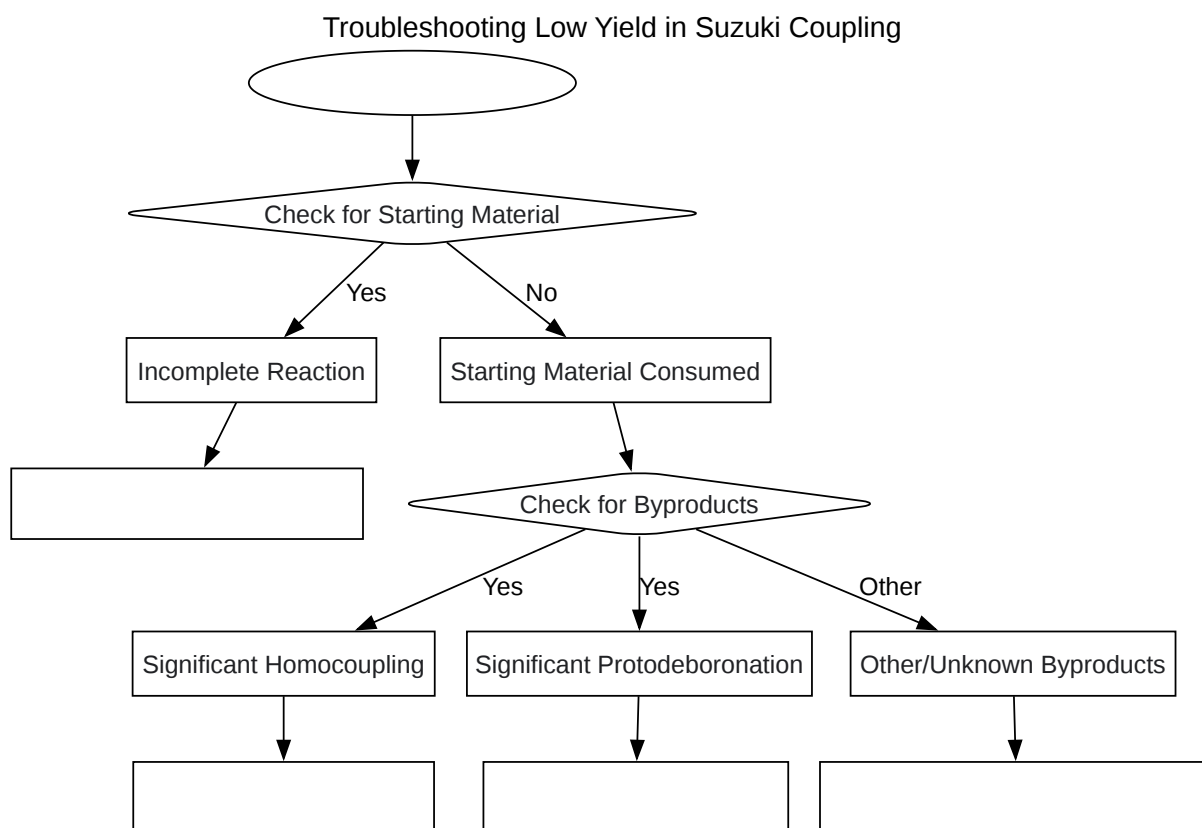 Troubleshooting Low Yield in Suzuki Coupling
Check for Starting Material
Yes
No
Incomplete Reaction
Starting Material Consumed
Check for Byproducts
Yes
Yes
Other
Significant Homocoupling
Significant Protodeboronation
Other/Unknown Byproducts